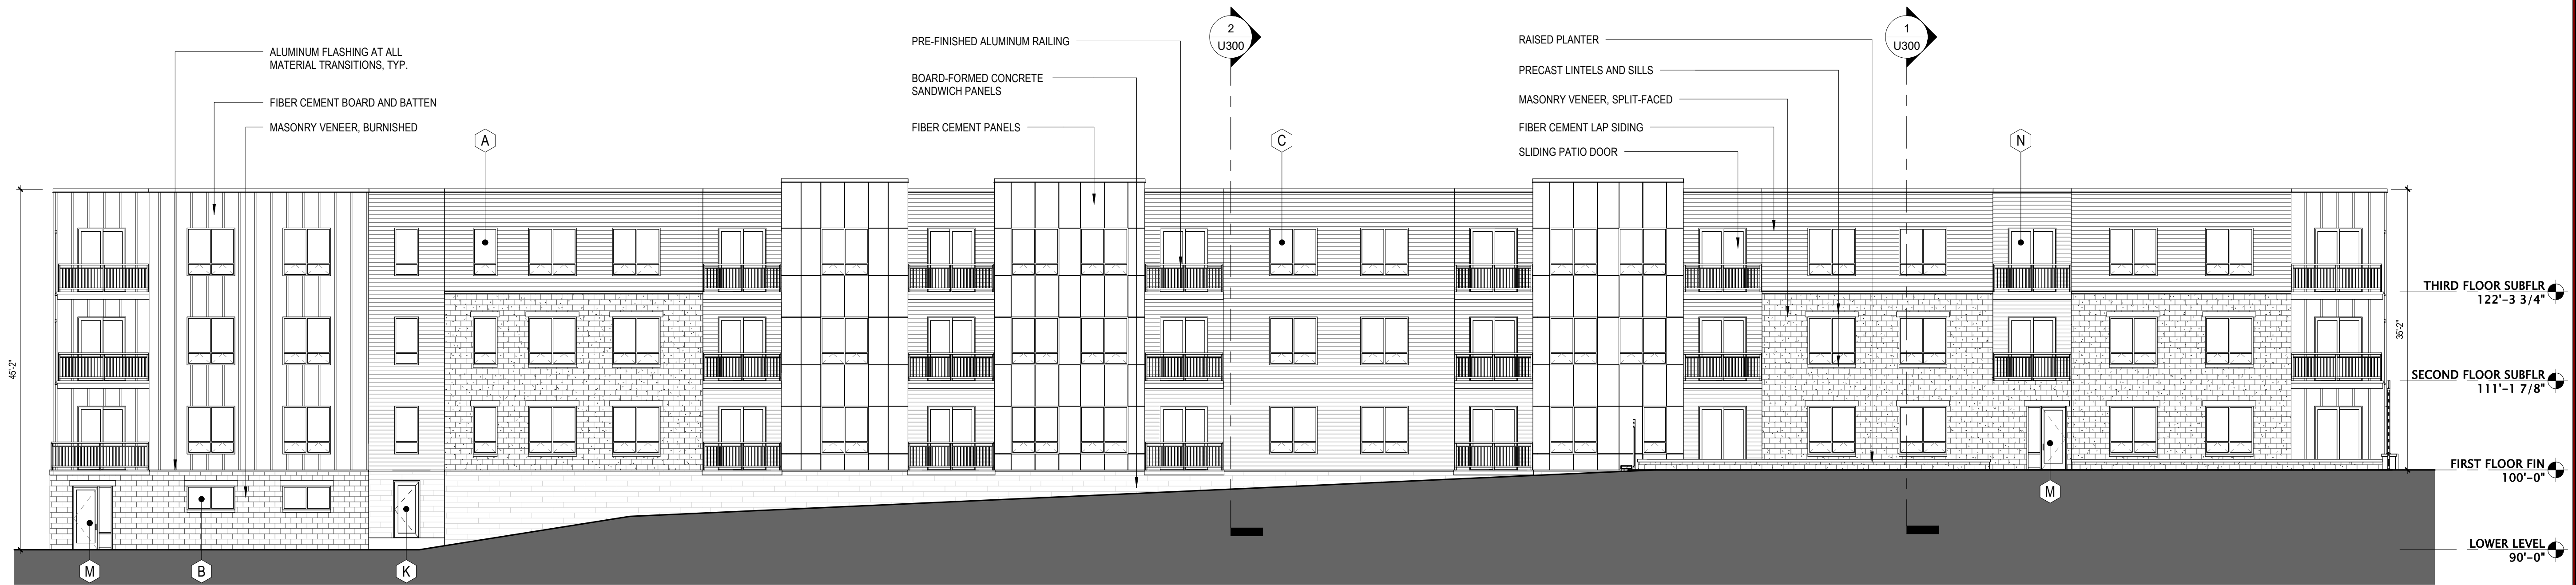 ALUMINUM FLASHING AT ALL
MATERIAL TRANSITIONS, TYP.
FIBER CEMENT BOARD AND BATTEN
MASONRY VENEER, BURNISHED
A
PRE-FINISHED ALUMINUM RAILING
BOARD-FORMED CONCRETE
SANDWICH PANELS
FIBER CEMENT PANELS
2
U300
C
RAISED PLANTER
PRECAST LINTELS AND SILLS
MASONRY VENEER, SPLIT-FACED
FIBER CEMENT LAP SIDING
SLIDING PATIO DOOR
1
U300
N
45'-2"
35'-2"
THIRD FLOOR SUBFLR
122'-3 3/4"
SECOND FLOOR SUBFLR
111'-1 7/8"
FIRST FLOOR FIN
100'-0"
LOWER LEVEL
90'-0"
M
M
B
K